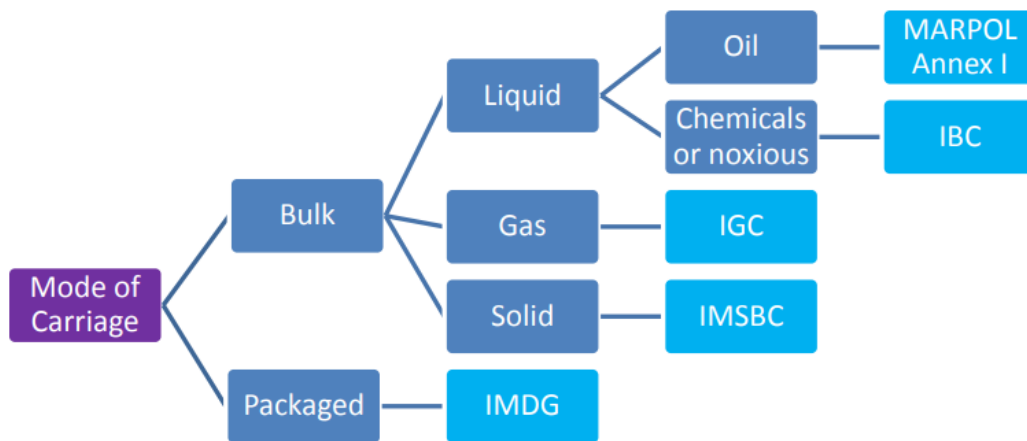 Mode of
Carriage
Bulk
Packaged
Liquid
Gas
Solid
IMDG
Oil
Chemicals
or noxious
IGC
IMSBC
MARPOL
Annex I
IBC